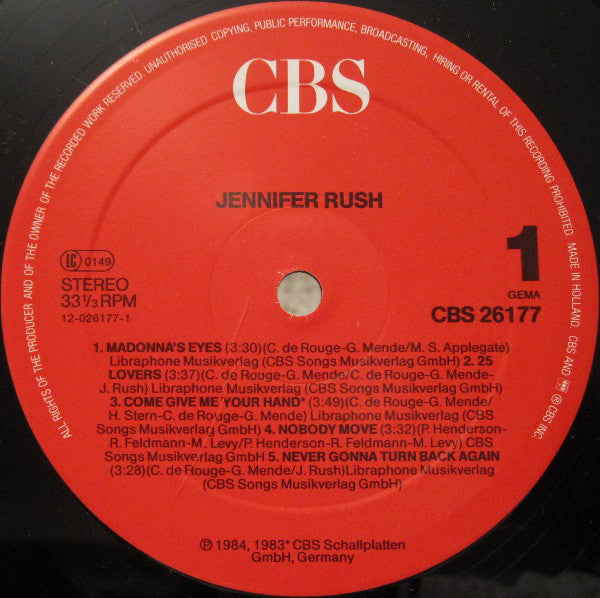 ALL RIGHTS OF THE PRODUCER AND OF THE OWNER OF THE RECORDED WORK RESERVED. UNAUTHORISED COPYING, PUBLIC PERFORMANCE, BROADCASTING, HIRING OR RENTAL OF THIS RECORDING PROHIBITED. MADE IN HOLLAND. CBS AND ℗ CBS INC.
CBS
JENNIFER RUSH
LC 0149
STEREO
33 1/3 RPM
12-026177-1
1
GEMA
CBS 26177
1. MADONNA'S EYES (3:30)(C. de Rouge-G. Mende/M. S. Applegate)
Libraphone Musikverlag (CBS Songs Musikverlag GmbH) 2. 25
LOVERS (3:37)(C. de Rouge-G. Mende/C. de Rouge-G. Mende-
J. Rush) Libraphone Musikverlag (CBS Songs Musikverlag GmbH)
3. COME GIVE ME YOUR HAND* (3:49)(C. de Rouge-G. Mende/
H. Stern-C. de Rouge-G. Mende) Libraphone Musikverlag (CBS
Songs Musikverlag GmbH) 4. NOBODY MOVE (3:32)(P. Henderson-
R. Feldmann-M. Levy/P. Henderson-R. Feldmann-M. Levy) CBS
Songs Musikverlag GmbH 5. NEVER GONNA TURN BACK AGAIN
(3:28)(C. de Rouge-G. Mende/J. Rush)Libraphone Musikverlag
(CBS Songs Musikverlag GmbH)
℗ 1984, 1983* CBS Schallplatten
GmbH, Germany